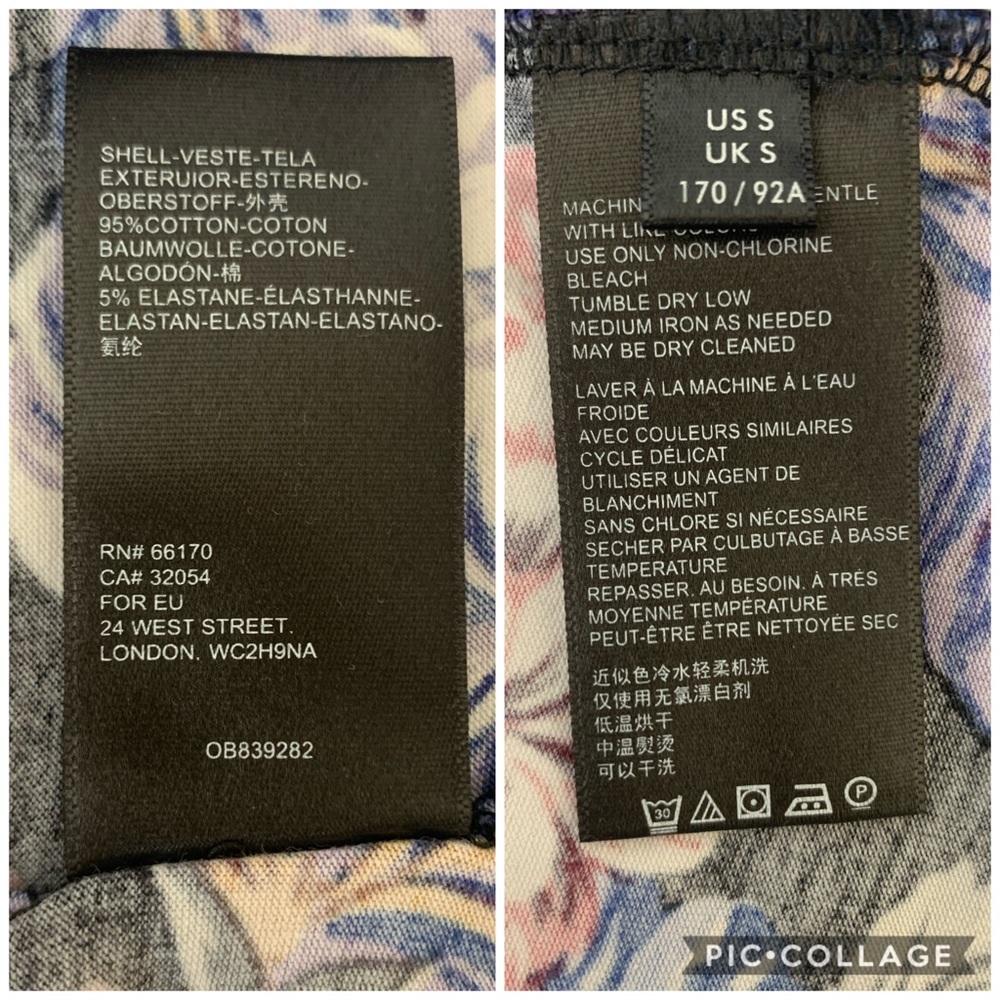 SHELL-VESTE-TELA
EXTERUIOR-ESTERENO-
OBERSTOFF-外壳
95%COTTON-COTON
BAUMWOLLE-COTONE-
ALGODÓN-棉
5% ELASTANE-ÉLASTHANNE-
ELASTAN-ELASTAN-ELASTANO-
氨纶
RN# 66170
CA# 32054
FOR EU
24 WEST STREET.
LONDON. WC2H9NA
OB839282
US S
UK S
170 / 92A
MACHIN ENTLE
WITH LIKE COLORS
USE ONLY NON-CHLORINE
BLEACH
TUMBLE DRY LOW
MEDIUM IRON AS NEEDED
MAY BE DRY CLEANED
LAVER À LA MACHINE À L'EAU
FROIDE
AVEC COULEURS SIMILAIRES
CYCLE DÉLICAT
UTILISER UN AGENT DE
BLANCHIMENT
SANS CHLORE SI NÉCESSAIRE
SECHER PAR CULBUTAGE À BASSE
TEMPERATURE
REPASSER. AU BESOIN. À TRÈS
MOYENNE TEMPÉRATURE
PEUT-ÊTRE ÊTRE NETTOYÉE SEC
近似色冷水轻柔机洗
仅使用无氯漂白剂
低温烘干
中温熨烫
可以干洗
30 P
PIC•COLLAGE